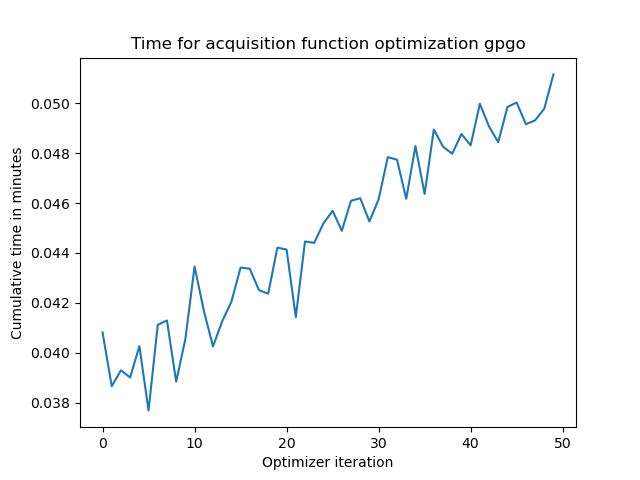 Time for acquisition function optimization gpgo
0.050
0.048
0.046
0.044
0.042
0.040
0.038
Cumulative time in minutes
0 10 20 30 40 50
Optimizer iteration